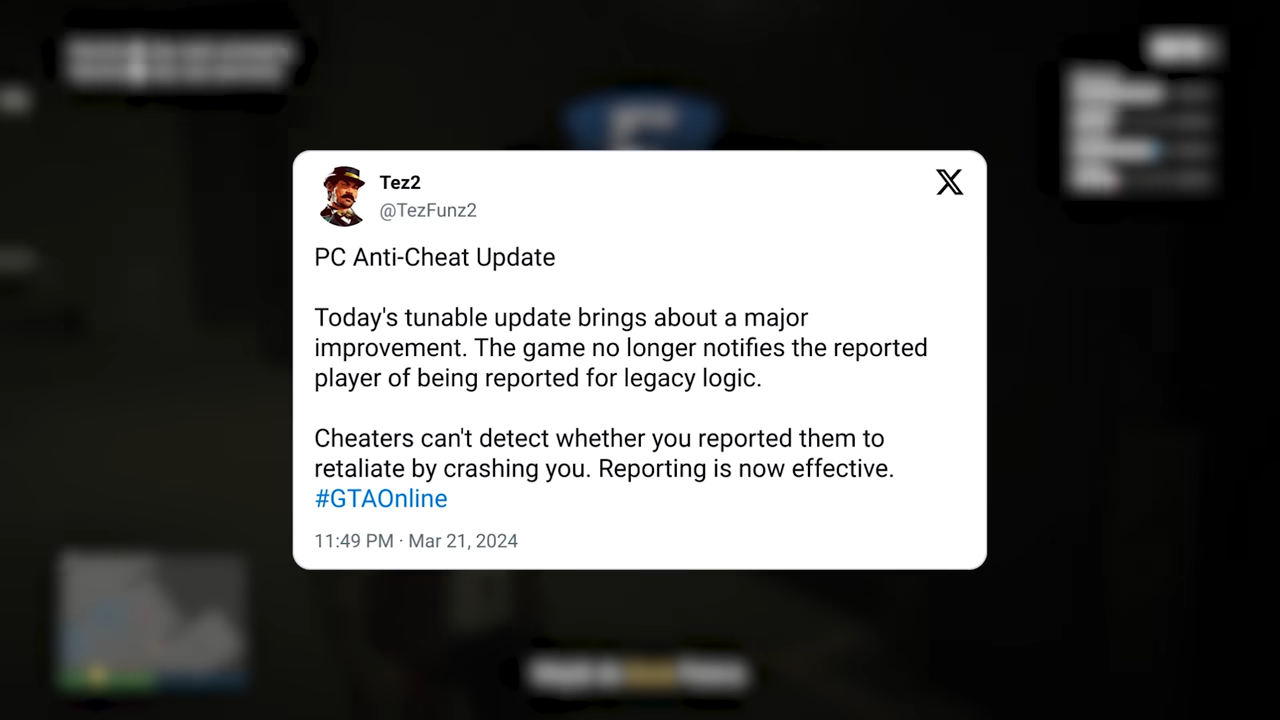 Tez2
@TezFunz2
PC Anti-Cheat Update
Today's tunable update brings about a major
improvement. The game no longer notifies the reported
player of being reported for legacy logic.
Cheaters can't detect whether you reported them to
retaliate by crashing you. Reporting is now effective.
#GTAOnline
11:49 PM · Mar 21, 2024